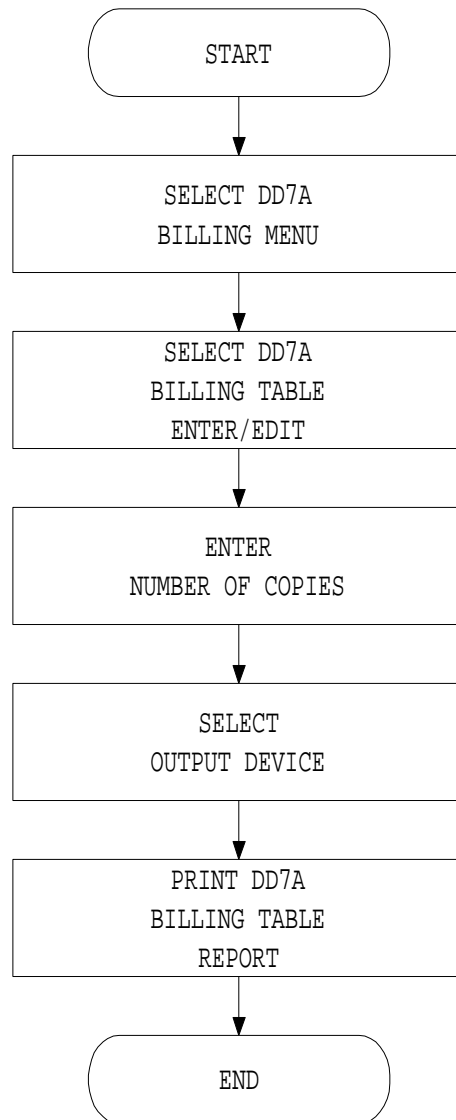 START
SELECT DD7A
BILLING MENU
SELECT DD7A
BILLING TABLE
ENTER/EDIT
ENTER
NUMBER OF COPIES
SELECT
OUTPUT DEVICE
PRINT DD7A
BILLING TABLE
REPORT
END